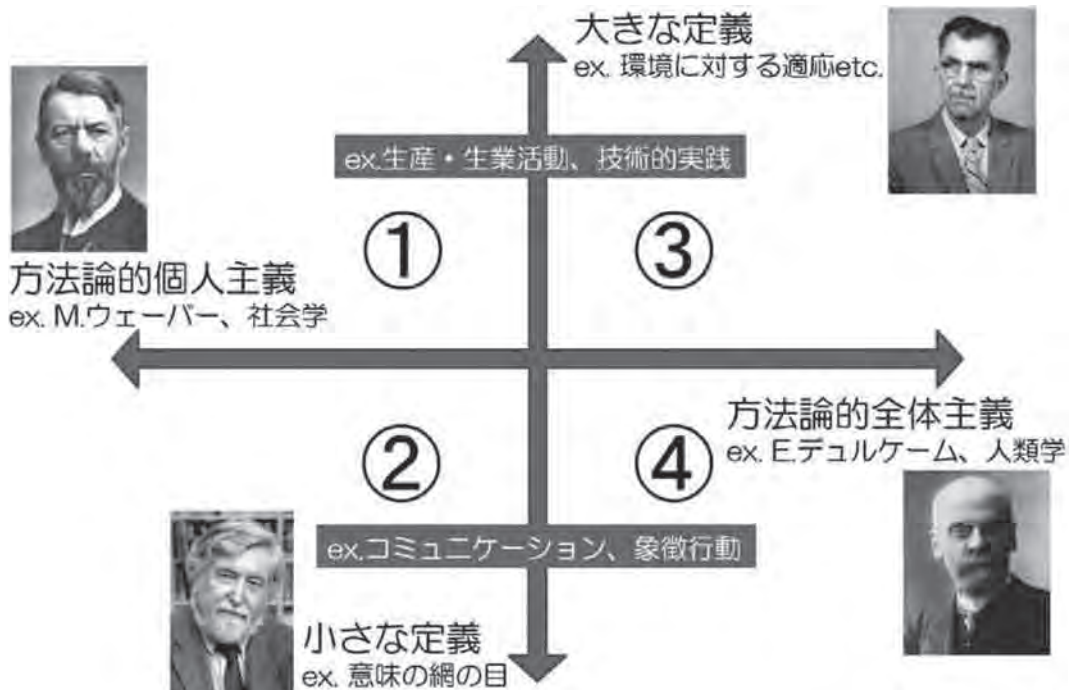 大きな定義
ex. 環境に対する適応etc.
ex.生産・生業活動、技術的実践
①
③
方法論的個人主義
ex. M.ウェーバー、社会学
方法論的全体主義
ex. E.デュルケーム、人類学
②
④
ex.コミュニケーション、象徴行動
小さな定義
ex. 意味の網の目